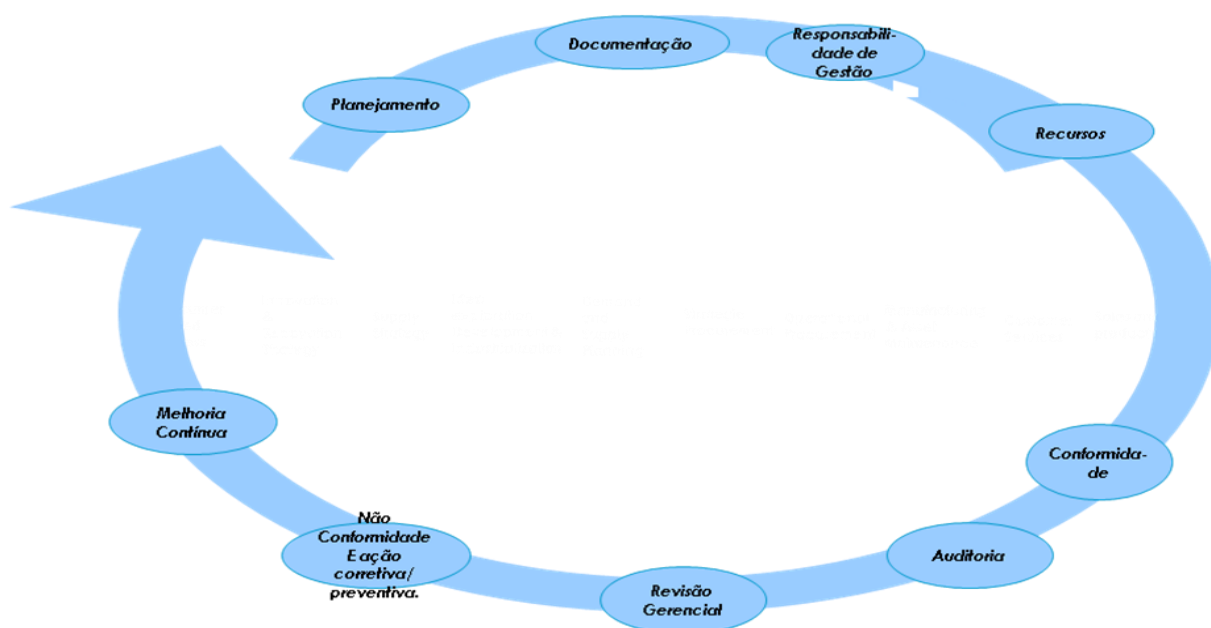 Planejamento
Documentação
Responsabili-
dade de
Gestão
Recursos
Conformida-
de
Auditoria
Revisão
Gerencial
Não
Conformidade
E ação
corretiva/
preventiva.
Melhoria
Contínua